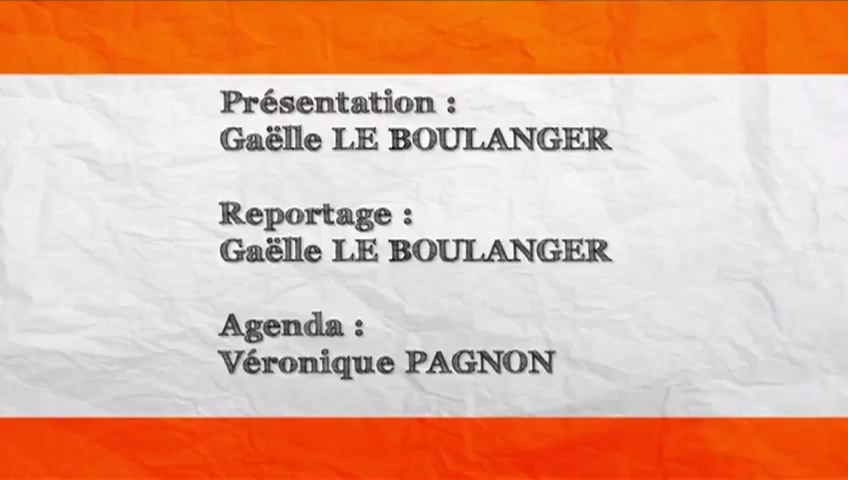 Présentation :
Gaëlle LE BOULANGER
Reportage :
Gaëlle LE BOULANGER
Agenda :
Véronique PAGNON